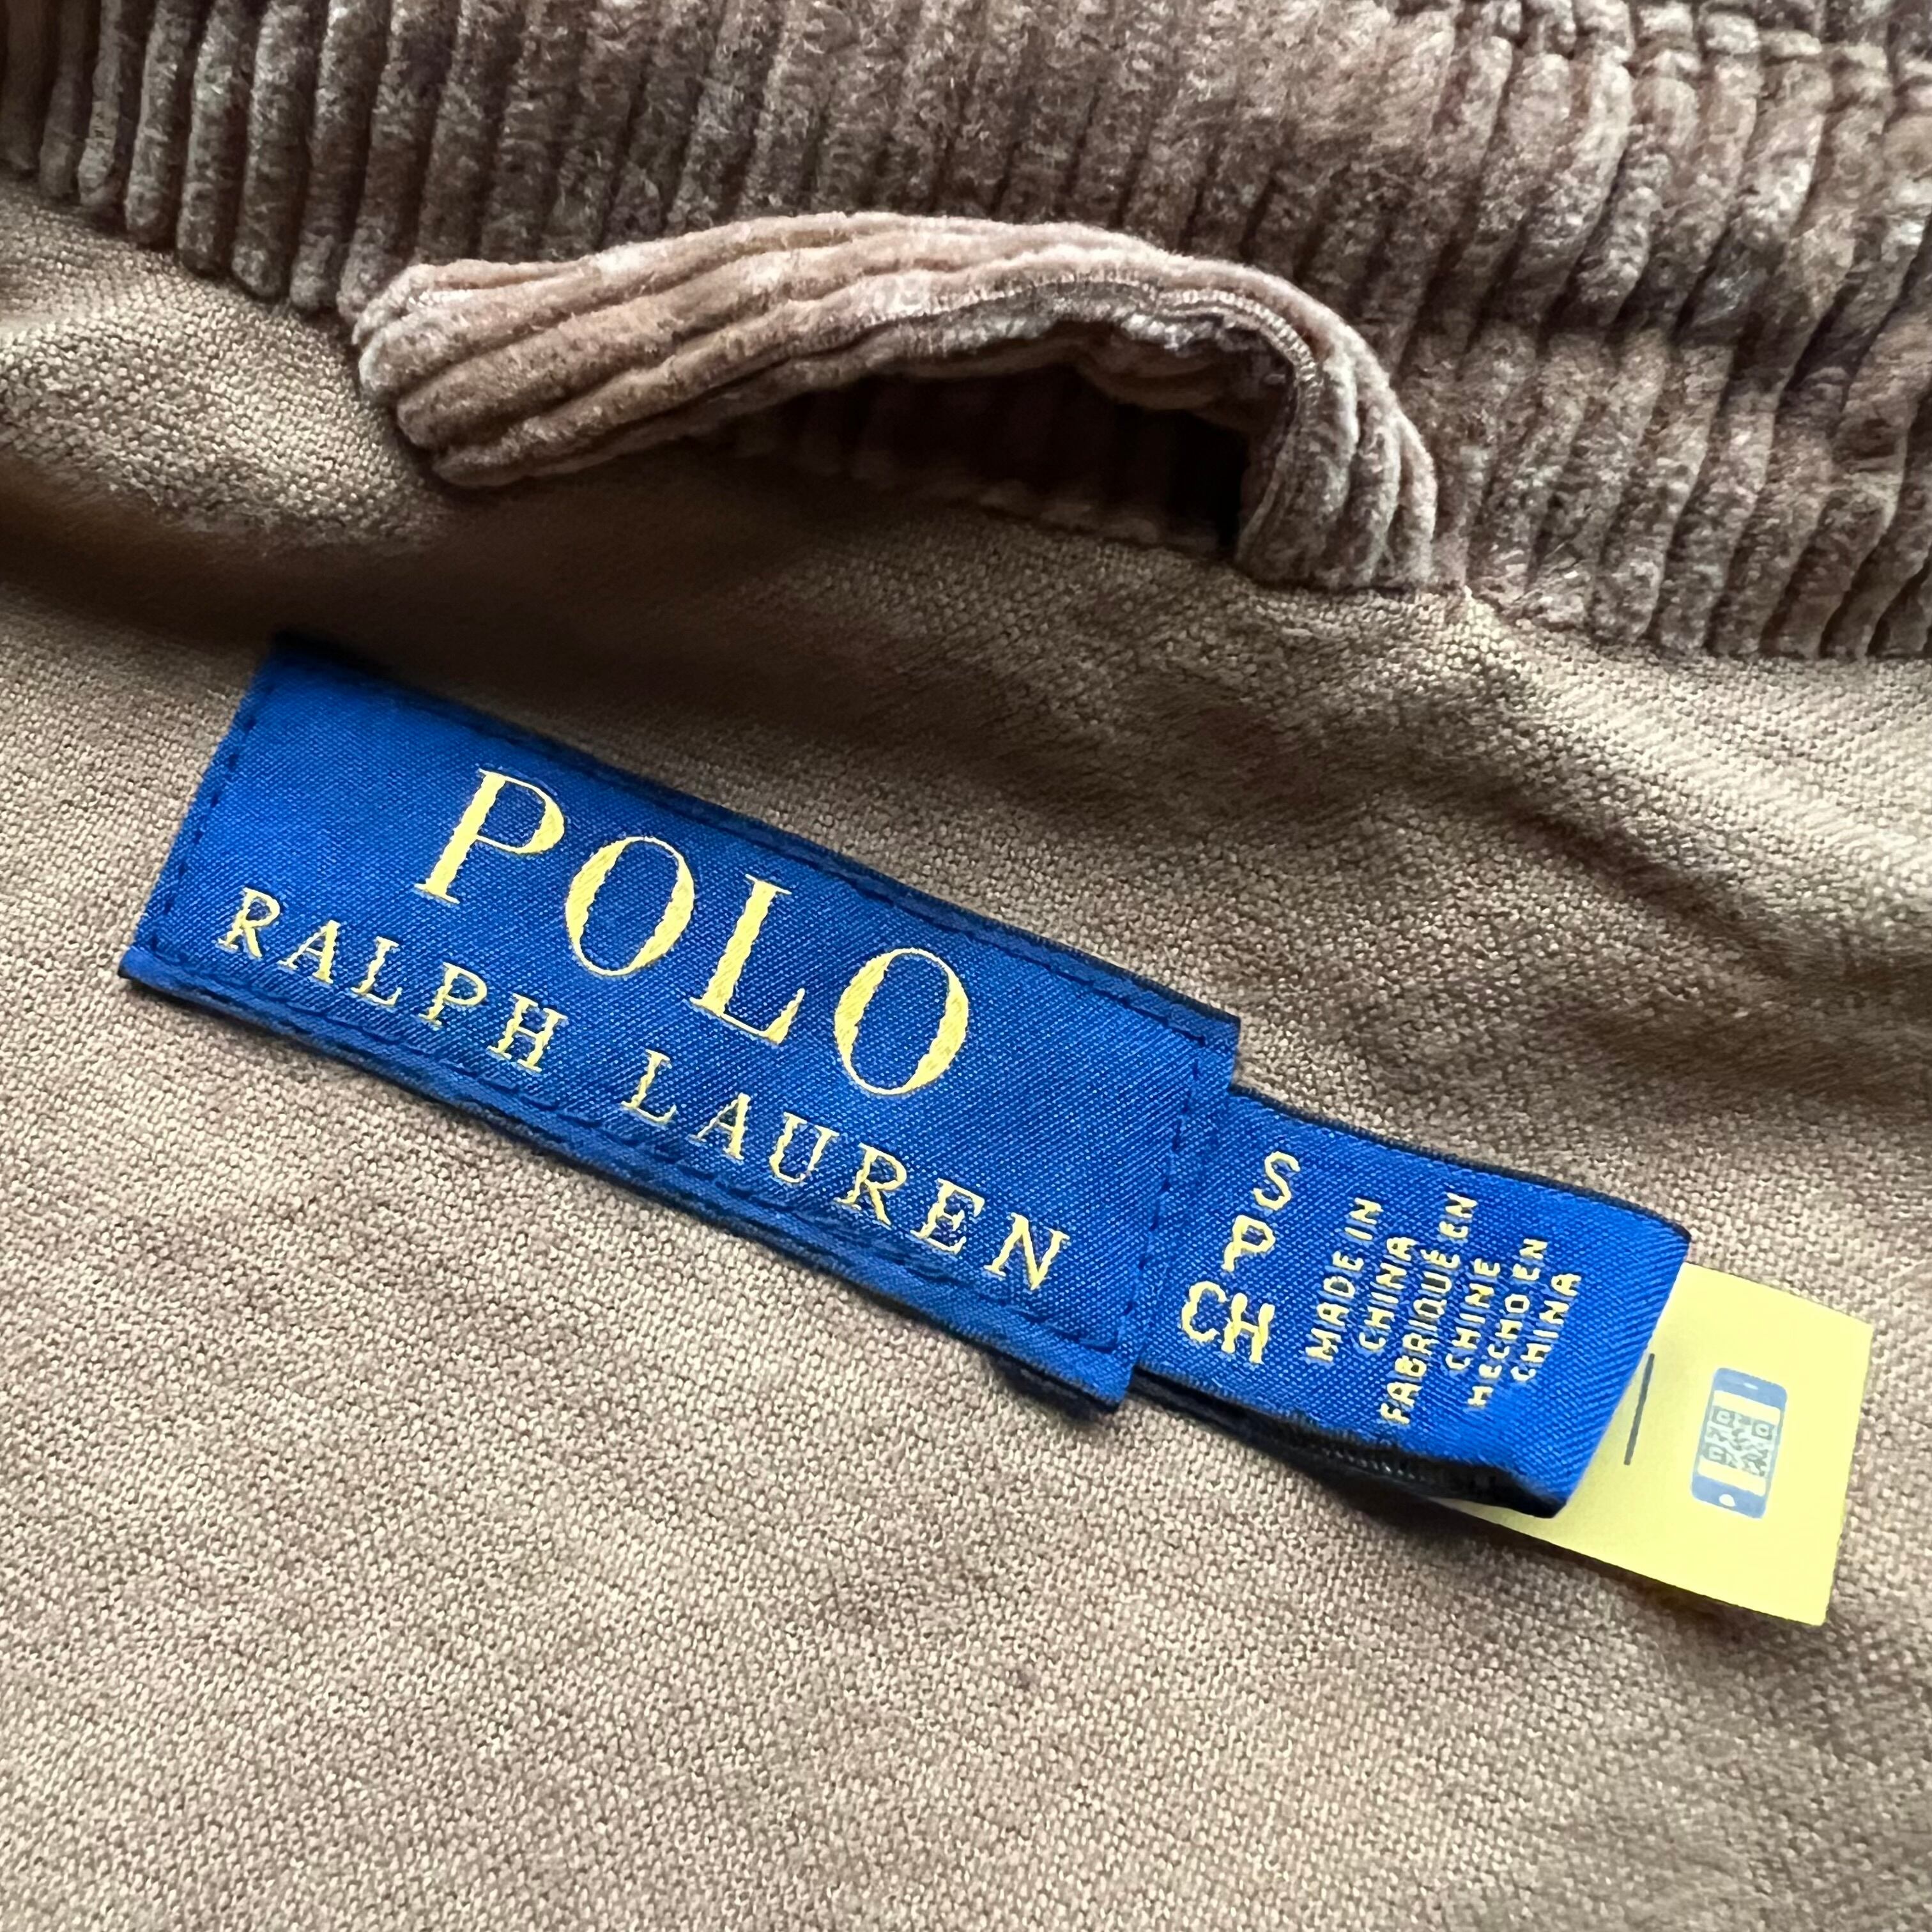 POLO
RALPH LAUREN
S
P
CH
MADE IN
CHINA
FABRIQUÉ EN
CHINE
HECHO EN
CHINA